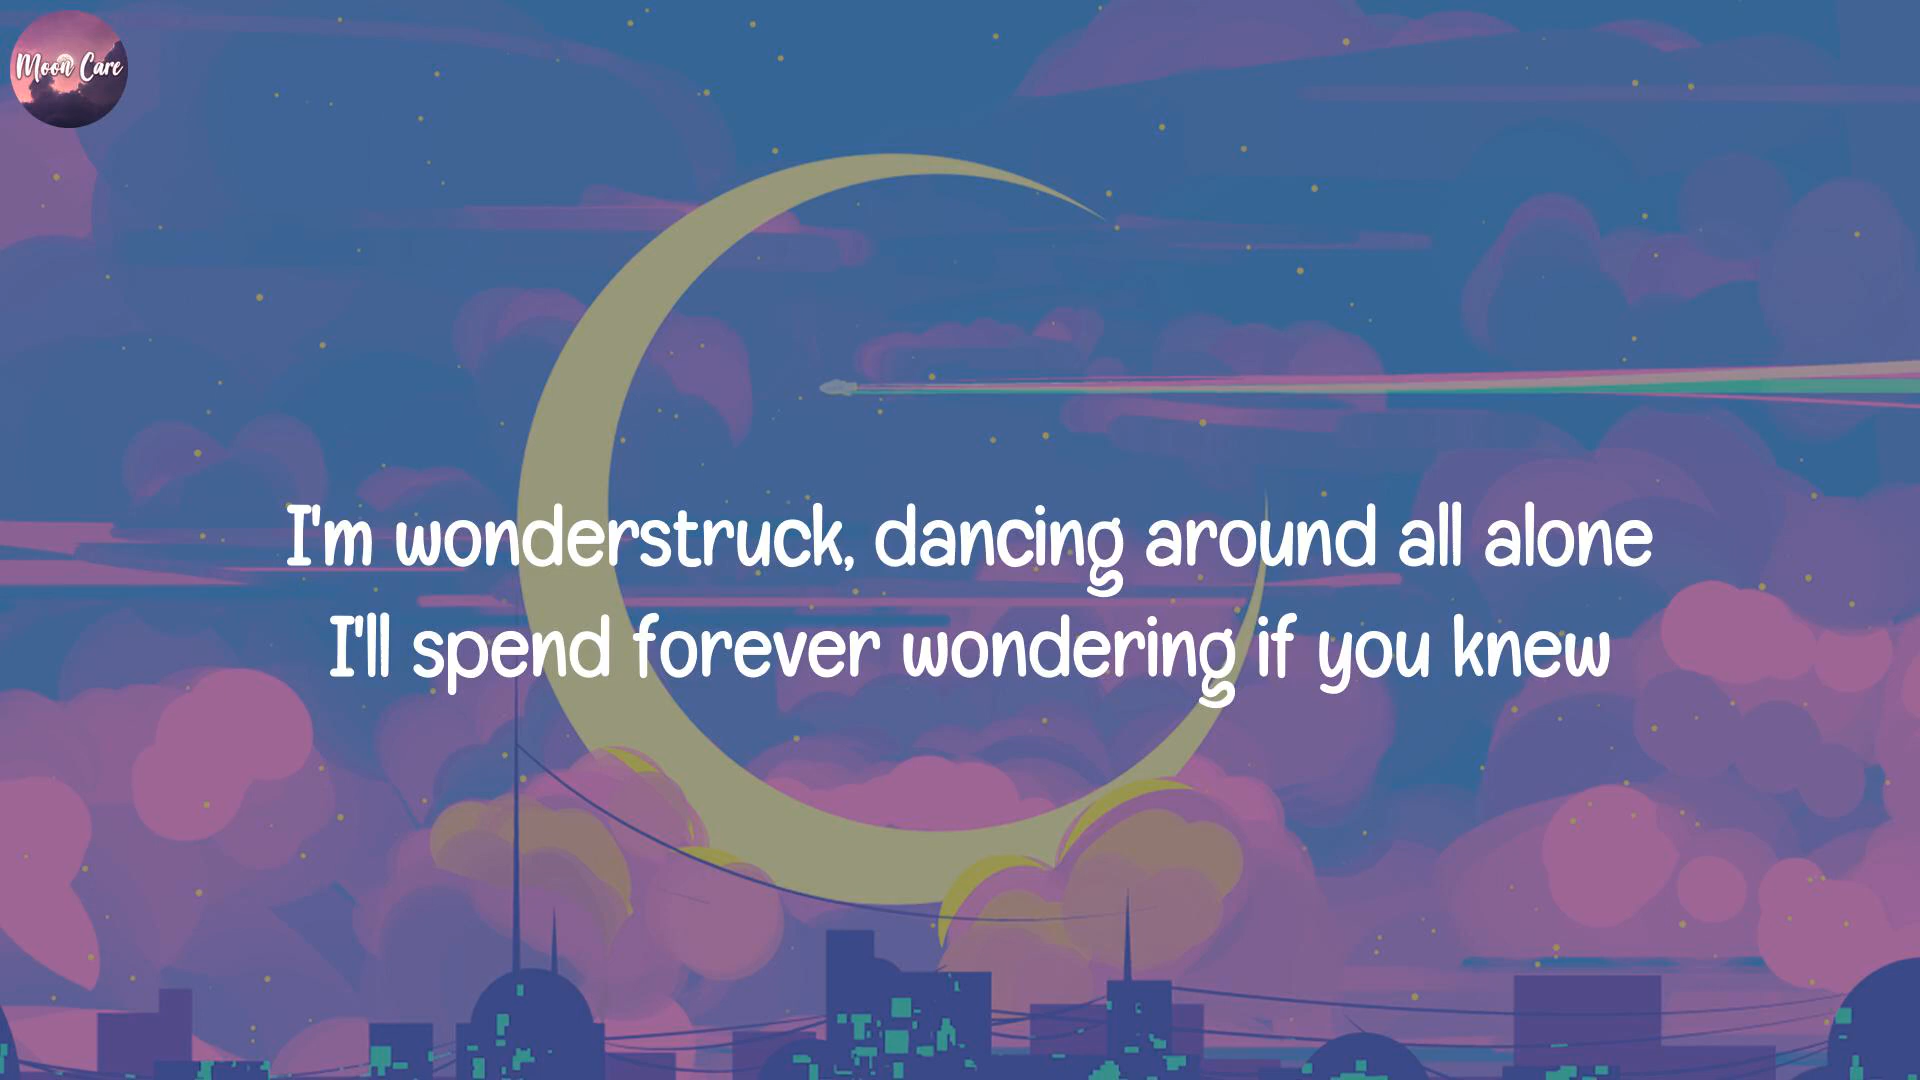 Moon Care
I'm wonderstruck, dancing around all alone
I'll spend forever wondering if you knew